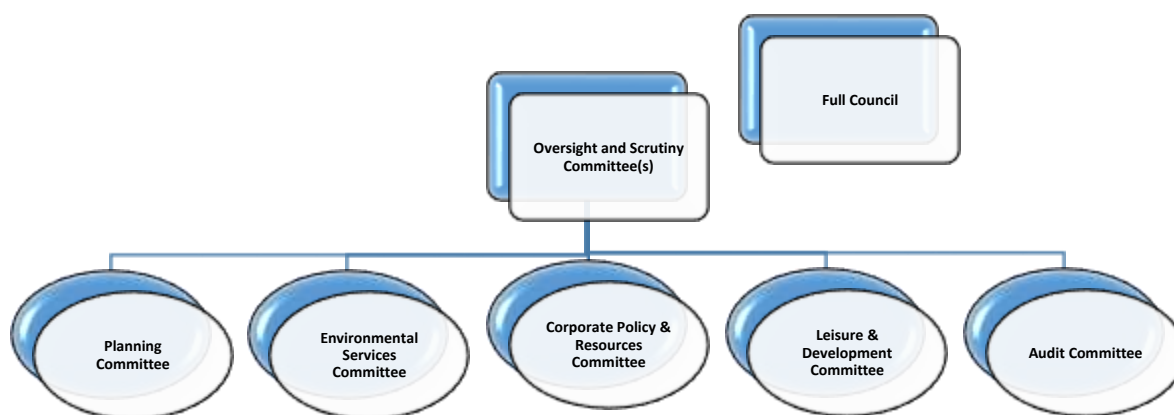 Full Council
Oversight and Scrutiny
Committee(s)
Planning
Committee
Environmental
Services
Committee
Corporate Policy &
Resources
Committee
Leisure &
Development
Committee
Audit Committee